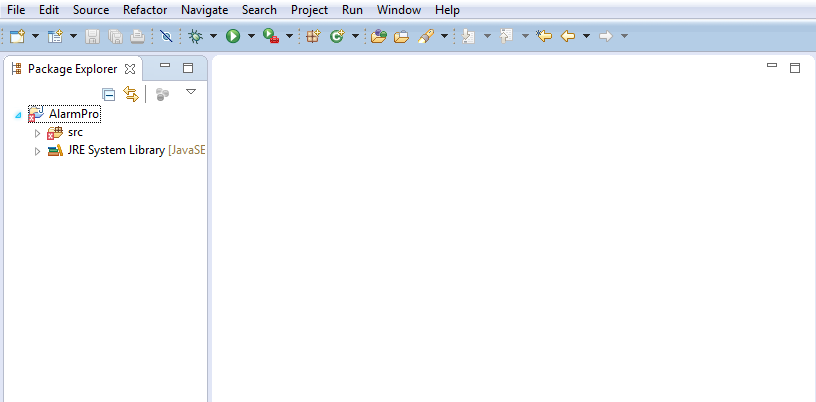 File Edit Source Refactor Navigate Search Project Run Window Help
Package Explorer
AlarmPro
src
JRE System Library [JavaSE